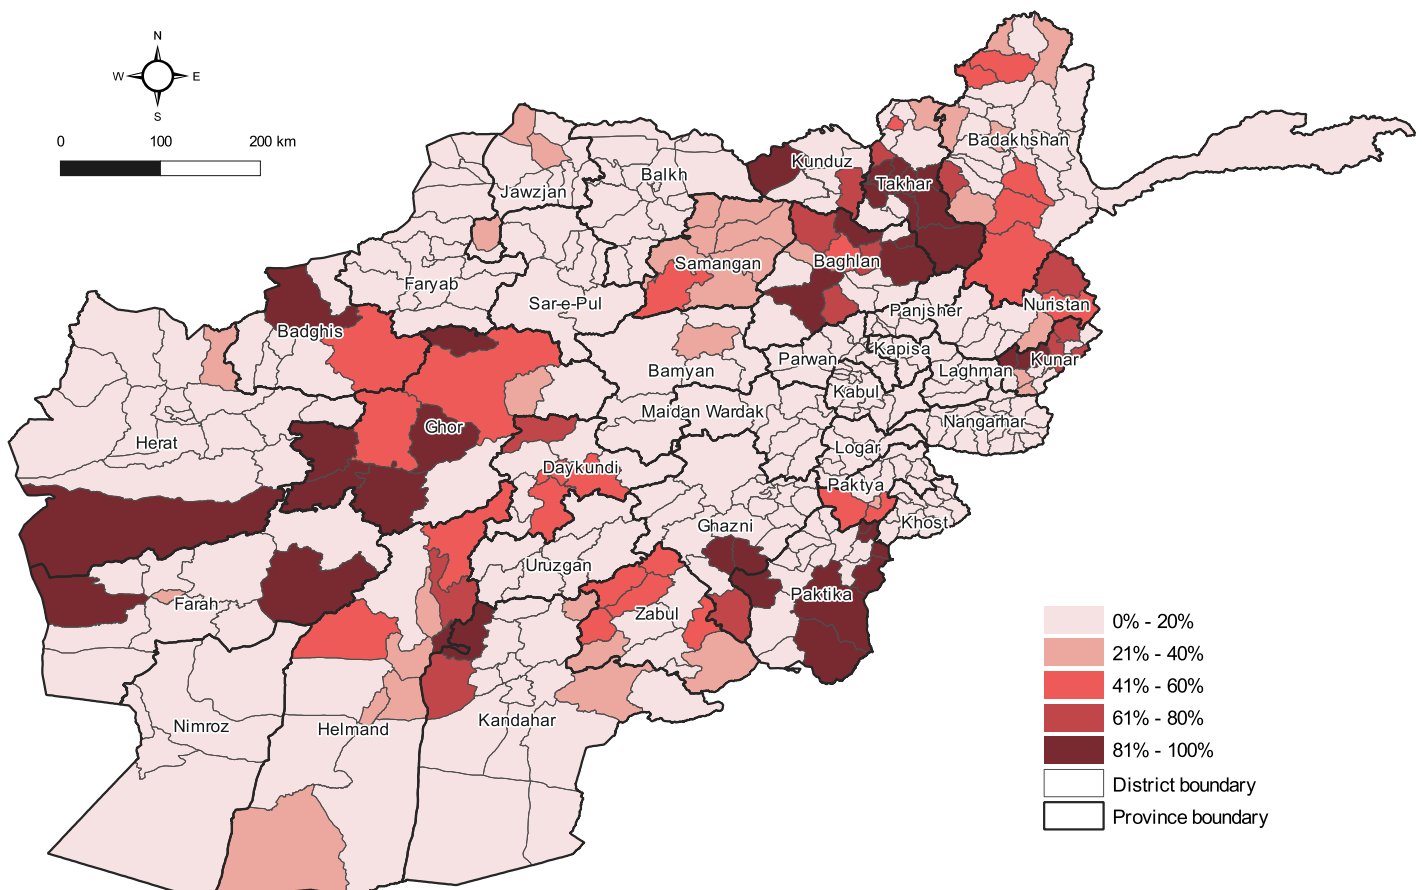 N
W E
S
0 100 200 km
Badakhshan
Kunduz
Takhar
Balkh
Jawzjan
Samangan
Baghlan
Faryab
Sar-e-Pul
Panjsher
Nuristan
Badghis
Kapisa
Parwan
Kunar
Bamyan
Laghman
Kabul
Maidan Wardak
Nangarhar
Ghor
Herat
Logar
Daykundi
Paktya
Ghazni
Khost
Uruzgan
Paktika
Farah
Zabul
Kandahar
Nimroz
Helmand
0% - 20%
21% - 40%
41% - 60%
61% - 80%
81% - 100%
District boundary
Province boundary